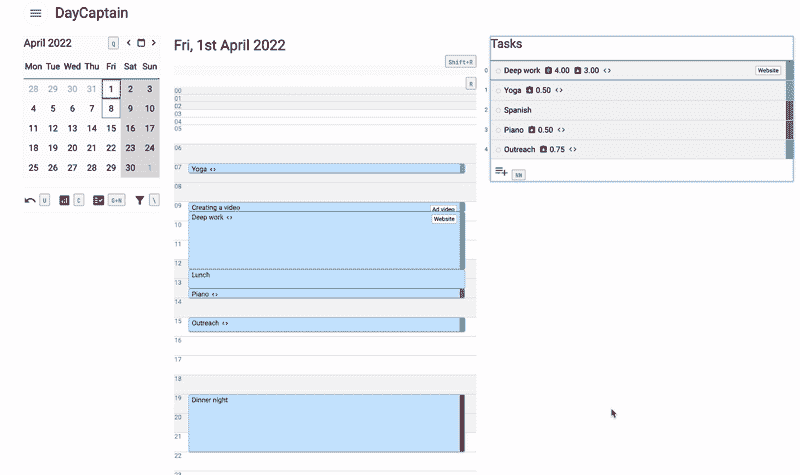 DayCaptain
April 2022 Q
Mon Tue Wed Thu Fri Sat Sun
28 29 30 31 1 2 3
4 5 6 7 8 9 10
11 12 13 14 15 16 17
18 19 20 21 22 23 24
25 26 27 28 29 30 1
U C G+N \
Fri, 1st April 2022
Shift+R
R
00
01
02
03
04
05
06
07 Yoga <>
08
09 Creating a video Ad video
Deep work <> Website
10
11
12
Lunch
13
Piano <>
14
15 Outreach <>
16
17
18
19 Dinner night
20
21
22
23
Tasks
0 Deep work 4.00 3.00 <> Website
1 Yoga 0.50 <>
2 Spanish
3 Piano 0.50 <>
4 Outreach 0.75 <>
NN